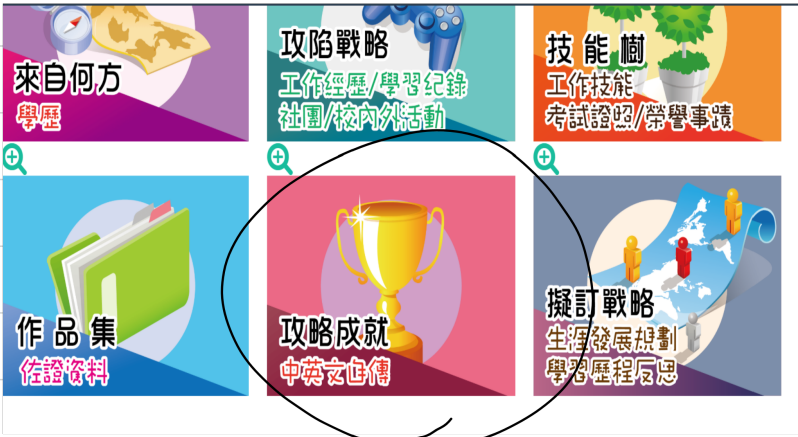 來自何方
學歷
攻陷戰略
工作經歷/學習紀錄
社團/校內外活動
技能樹
工作技能
考試證照/榮譽事蹟
作品集
佐證資料
攻略成就
中英文自傳
擬訂戰略
生涯發展規劃
學習歷程反思